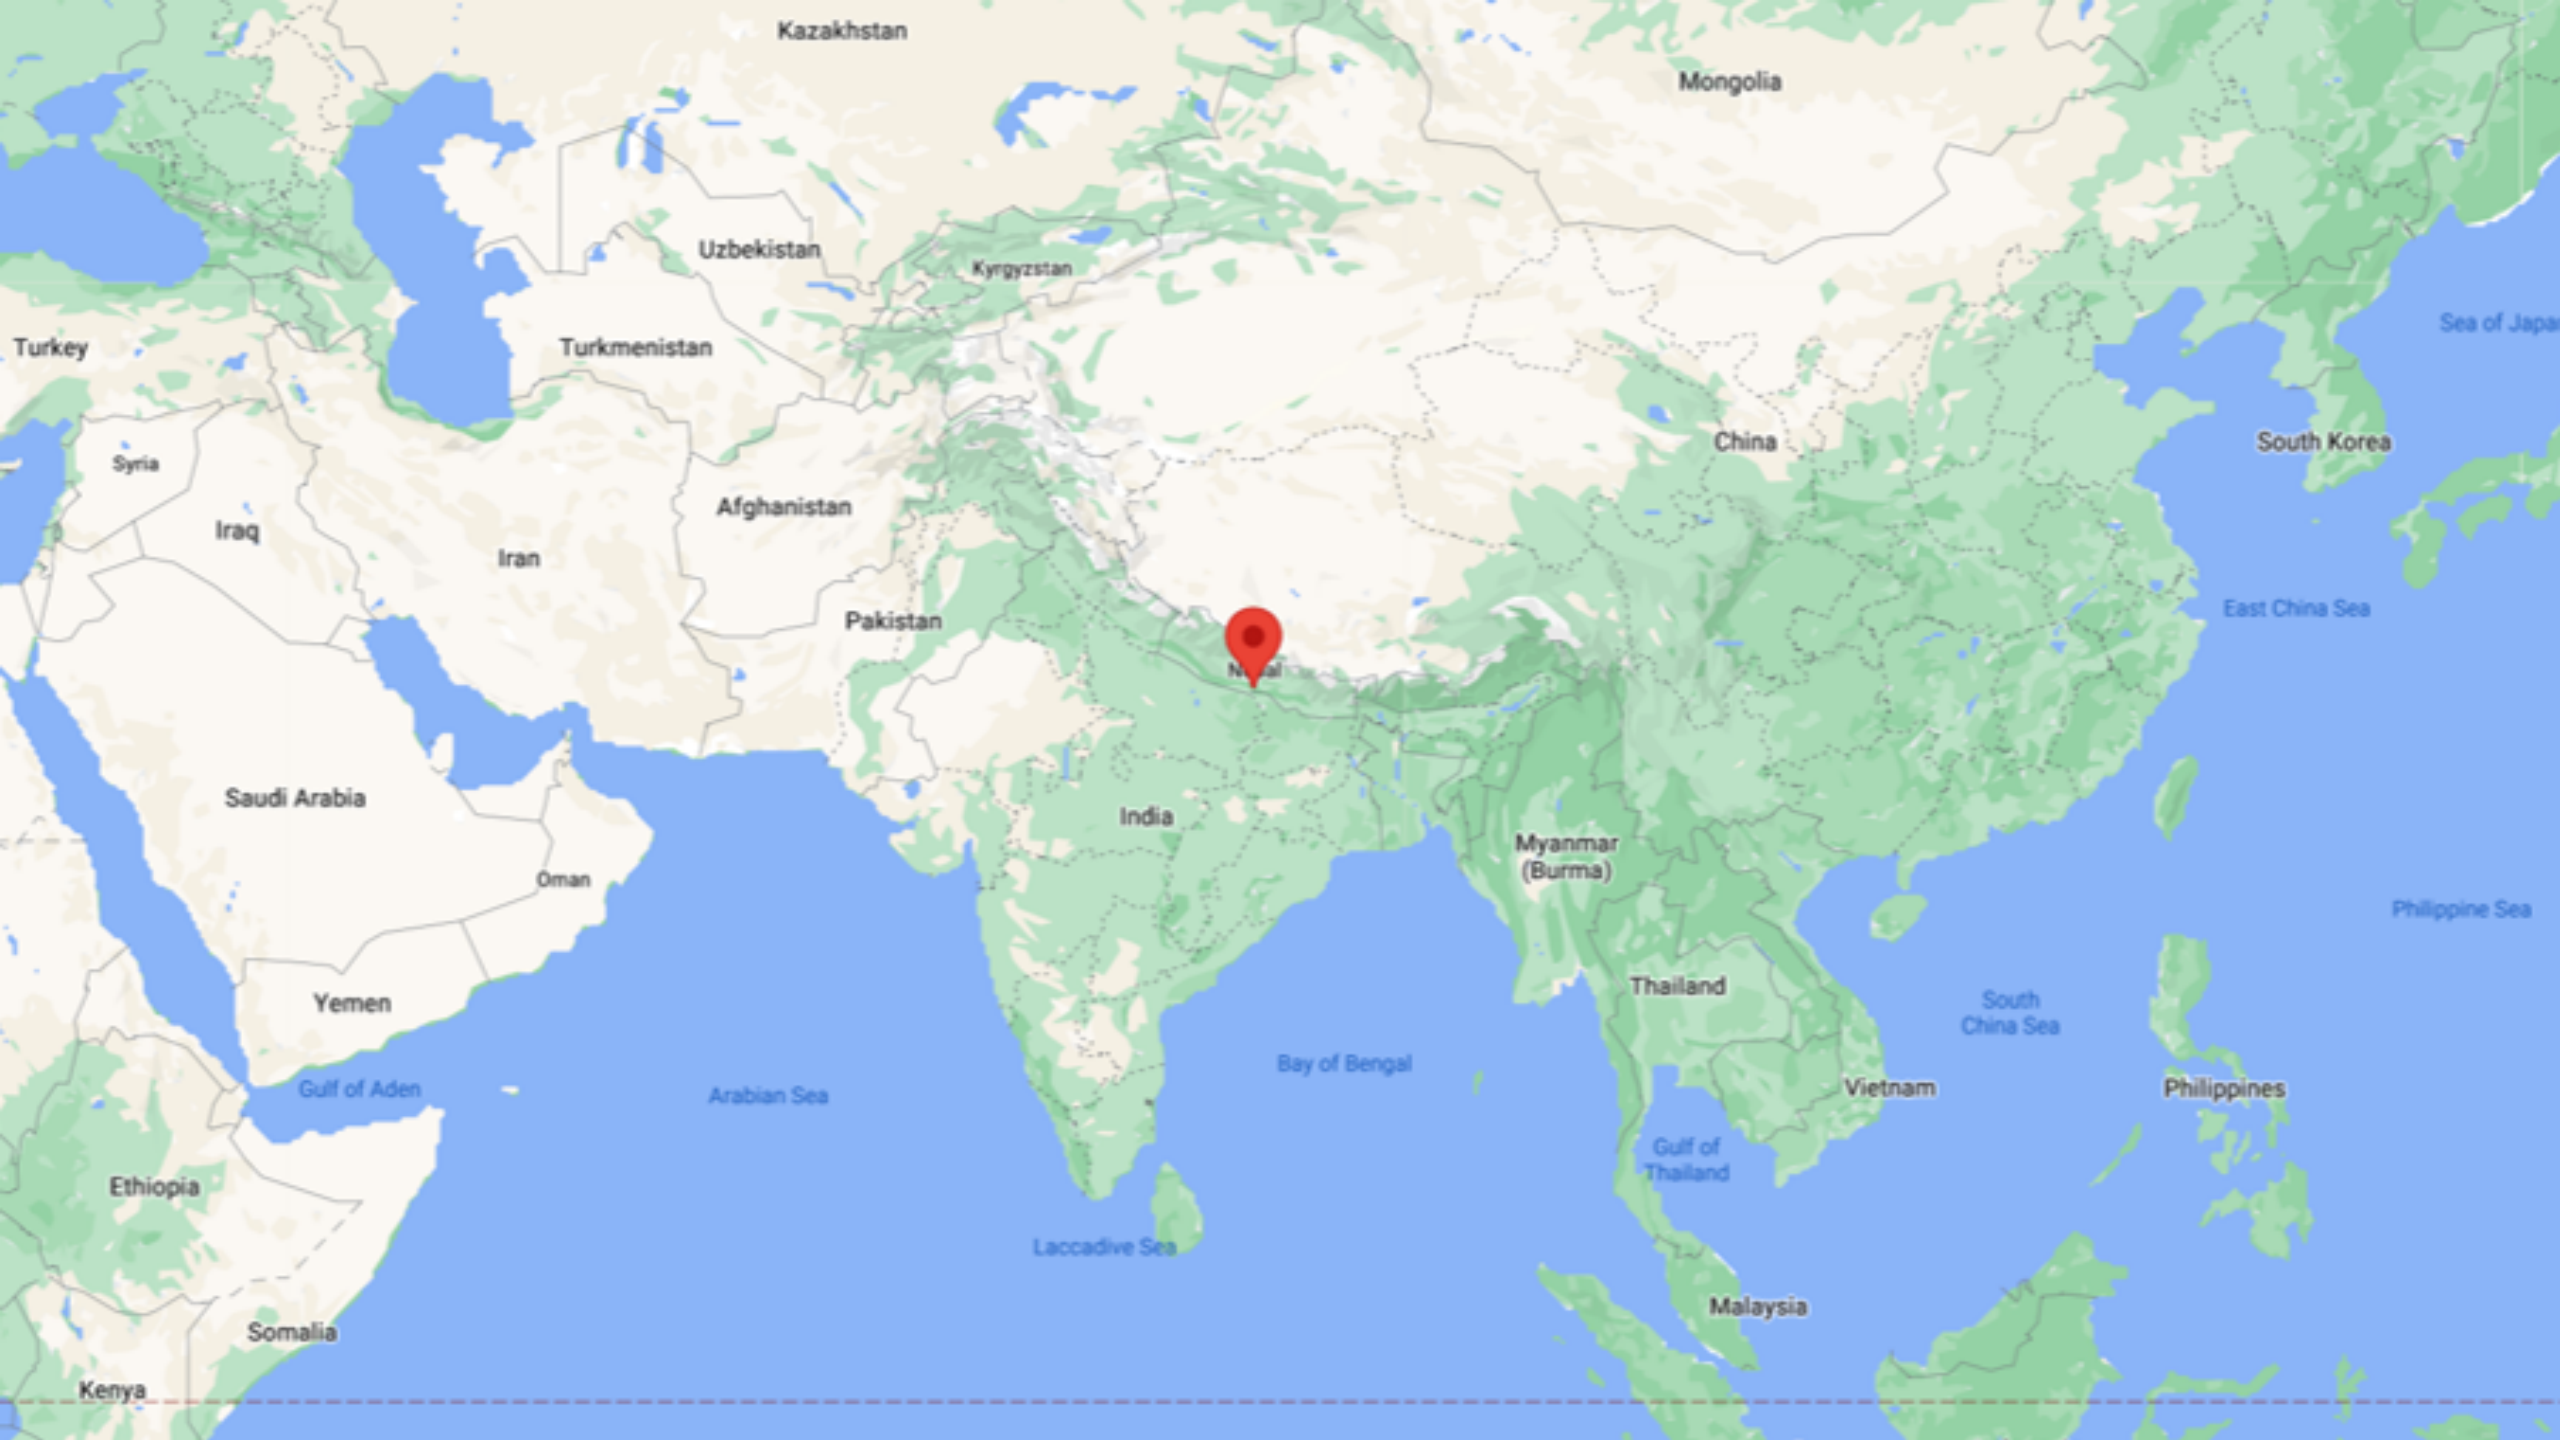 Kazakhstan
Mongolia
Uzbekistan
Kyrgyzstan
Turkey
Turkmenistan
Sea of Japa
Syria
China
South Korea
Afghanistan
Iraq
Iran
Pakistan
East China Sea
Saudi Arabia
India
Myanmar
(Burma)
Oman
Philippine Sea
Thailand
Yemen
South
China Sea
Bay of Bengal
Gulf of Aden
Arabian Sea
Vietnam
Philippines
Gulf of
Thailand
Ethiopia
Laccadive Sea
Malaysia
Somalia
Kenya